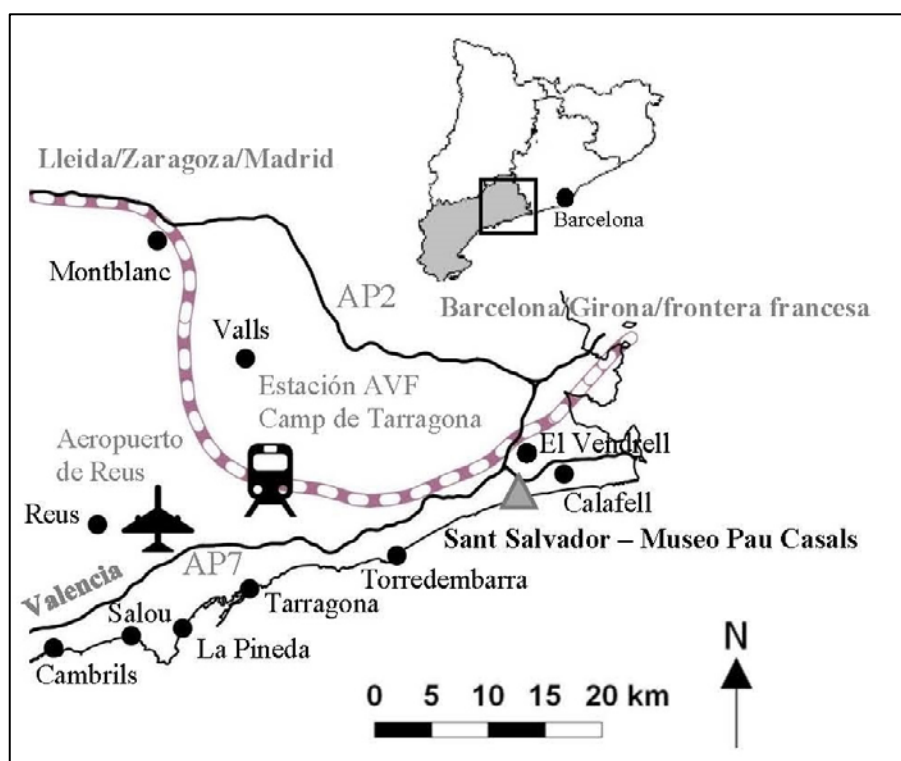 Lleida/Zaragoza/Madrid
Barcelona
Montblanc
AP2
Barcelona/Girona/frontera francesa
Valls
Estación AVF
Camp de Tarragona
Aeropuerto
de Reus
El Vendrell
Calafell
Reus
Sant Salvador – Museo Pau Casals
AP7
Torredembarra
Valencia
Tarragona
Salou
La Pineda
Cambrils
N
0 5 10 15 20 km